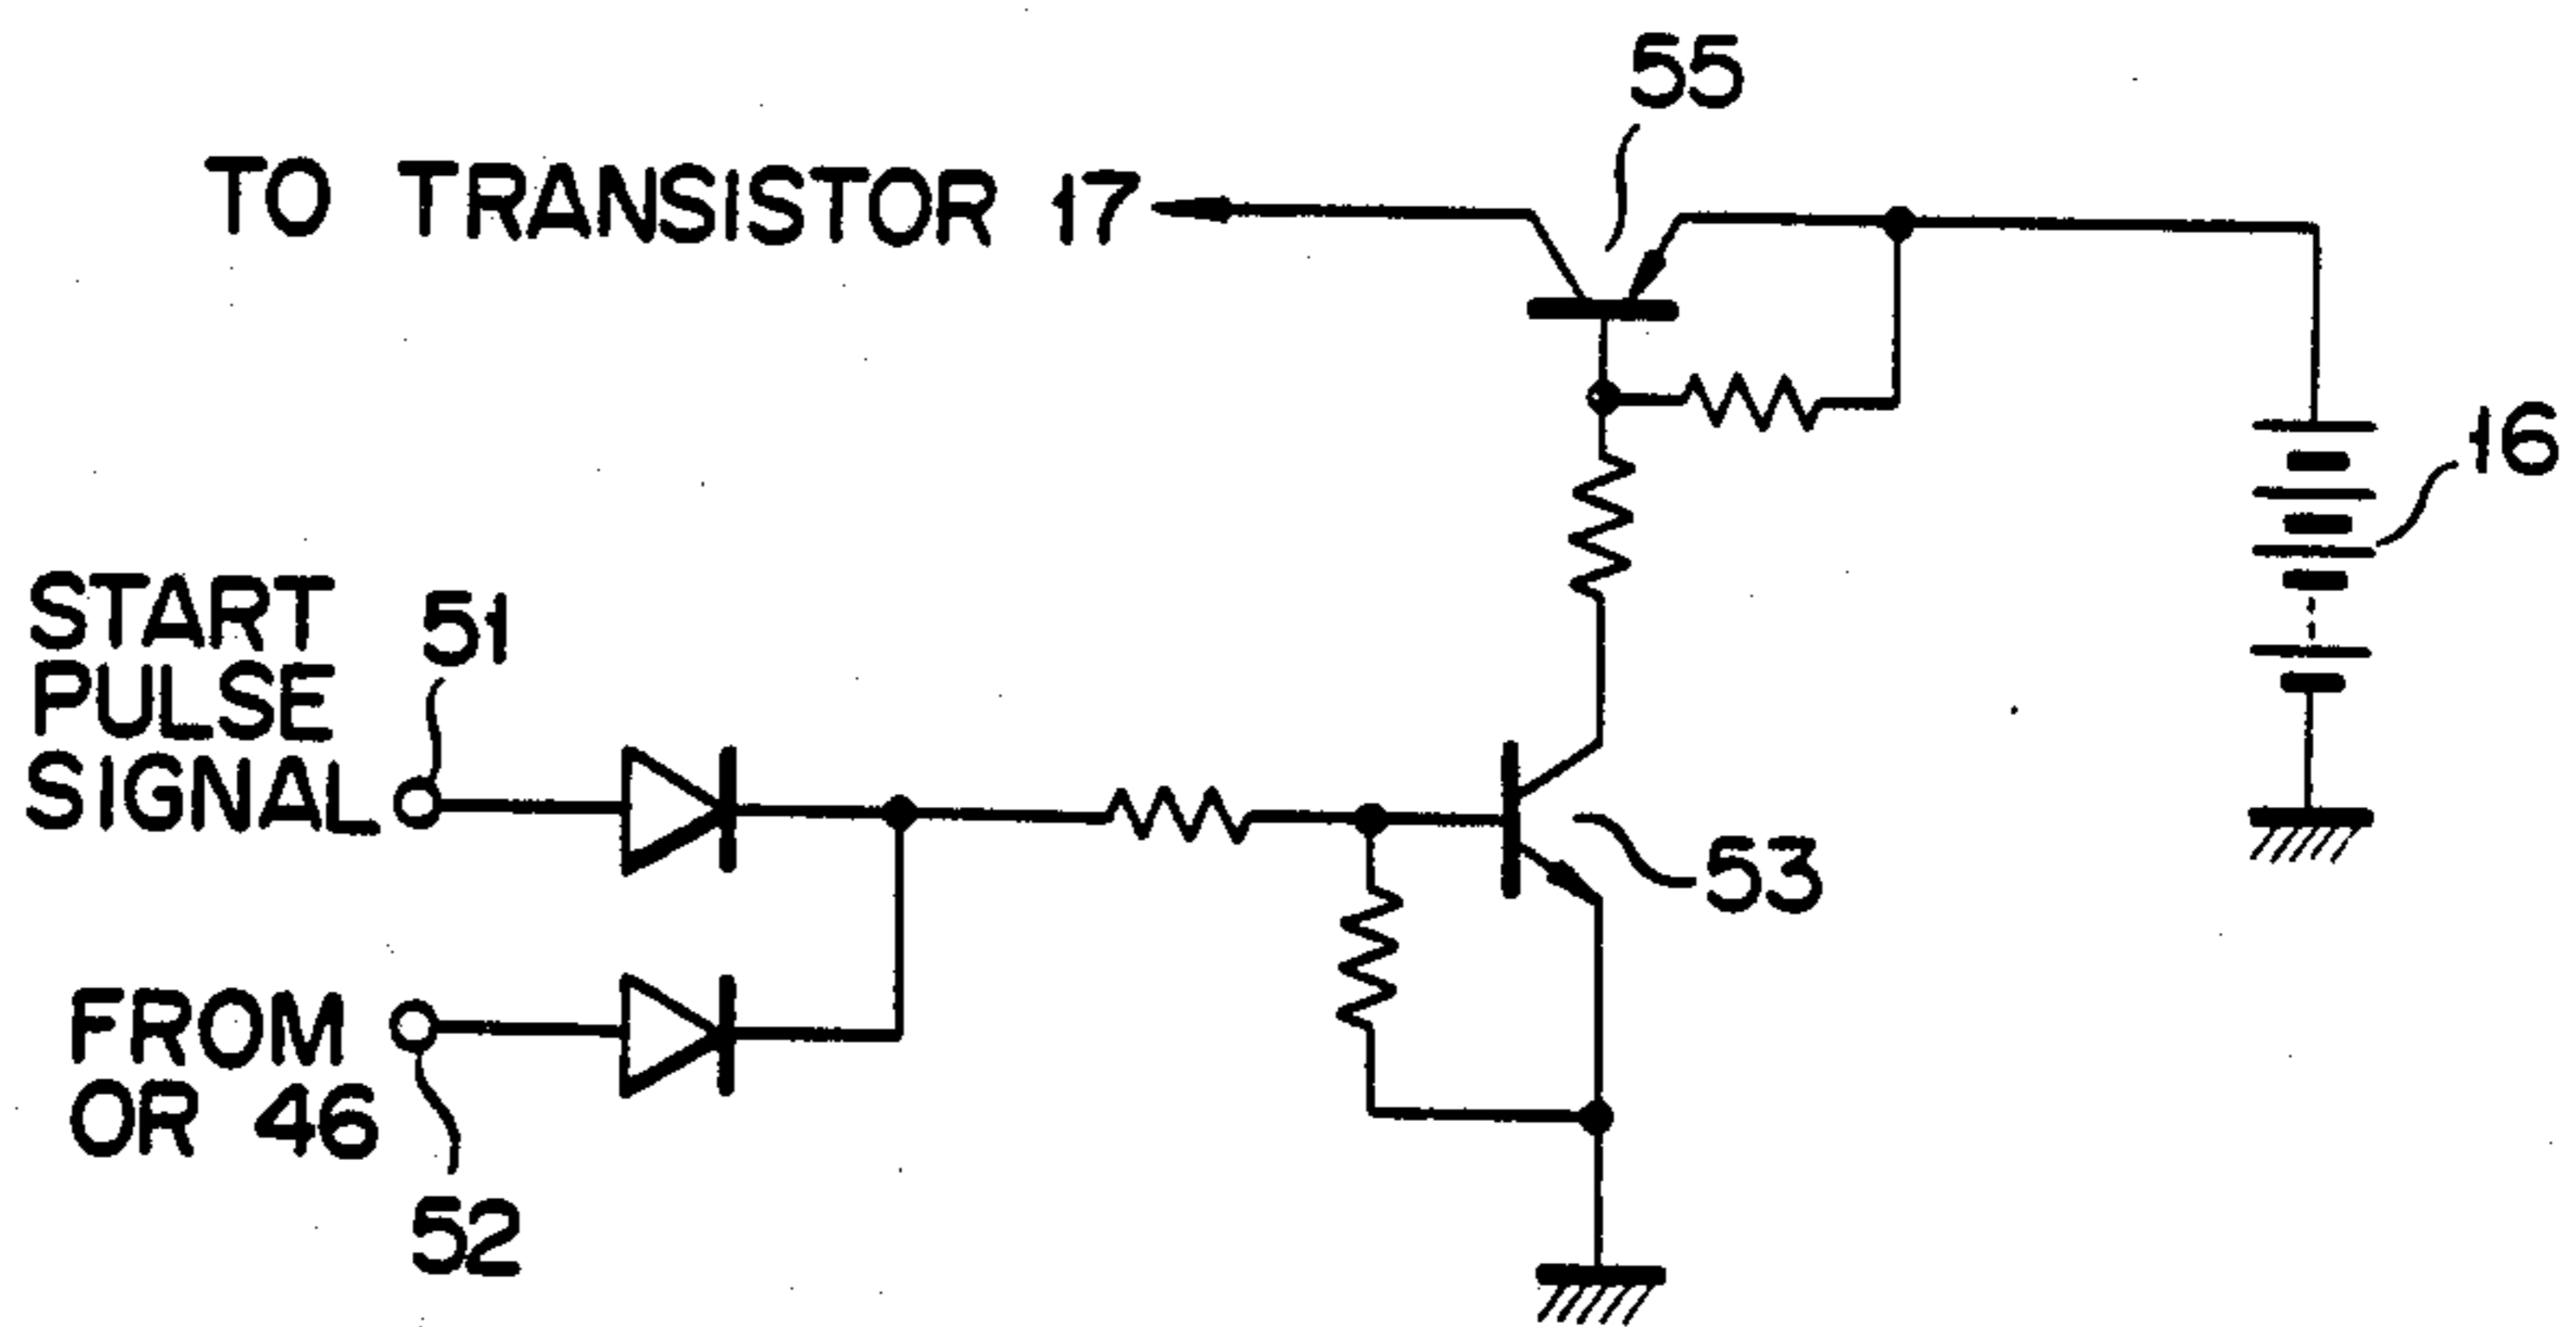 55
TO TRANSISTOR 17
16
START
PULSE
SIGNAL
51
53
FROM
OR 46
52